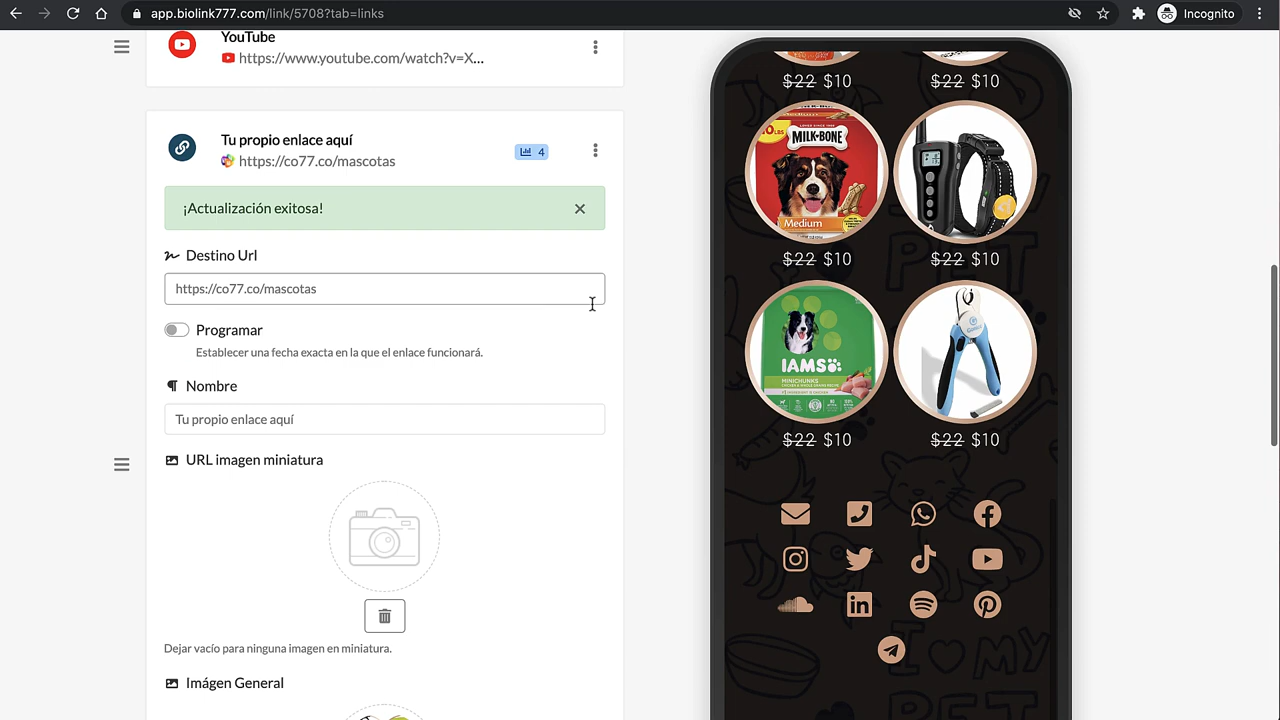 app.biolink777.com/link/5708?tab=links
Incognito
YouTube
https://www.youtube.com/watch?v=X...
Tu propio enlace aquí
https://co77.co/mascotas
4
¡Actualización exitosa!
Destino Url
https://co77.co/mascotas
Programar
Establecer una fecha exacta en la que el enlace funcionará.
Nombre
Tu propio enlace aquí
URL imagen miniatura
Dejar vacío para ninguna imagen en miniatura.
Imágen General
$22 $10
$22 $10
MILK-BONE
Medium
$22 $10
$22 $10
IAMS
MINICHUNKS
$22 $10
$22 $10
PET
I MY
PET